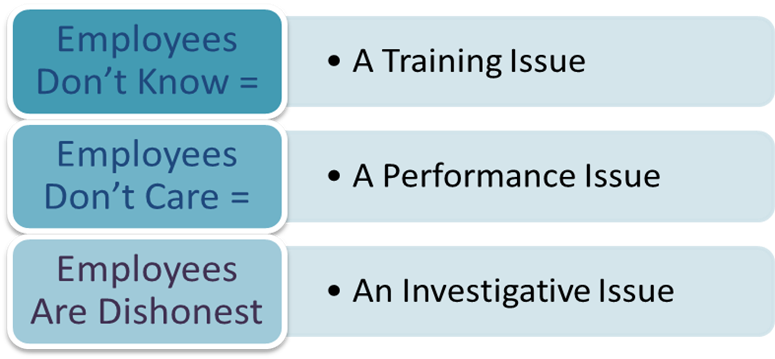 Employees
Don’t Know =
• A Training Issue
Employees
Don’t Care =
• A Performance Issue
Employees
Are Dishonest
• An Investigative Issue